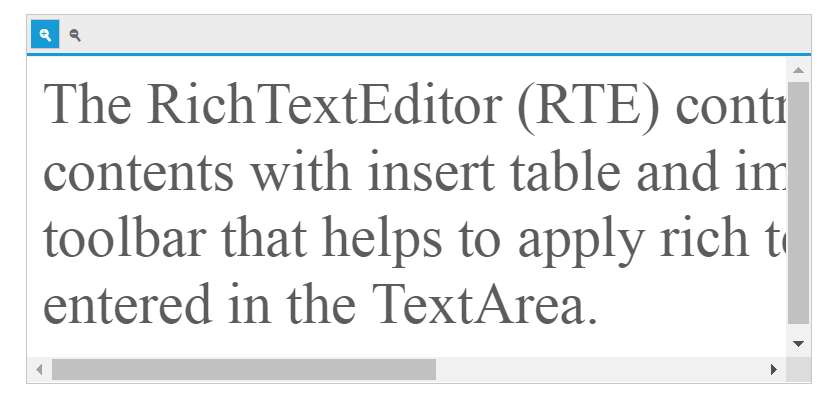 The RichTextEditor (RTE) contr
contents with insert table and im
toolbar that helps to apply rich te
entered in the TextArea.